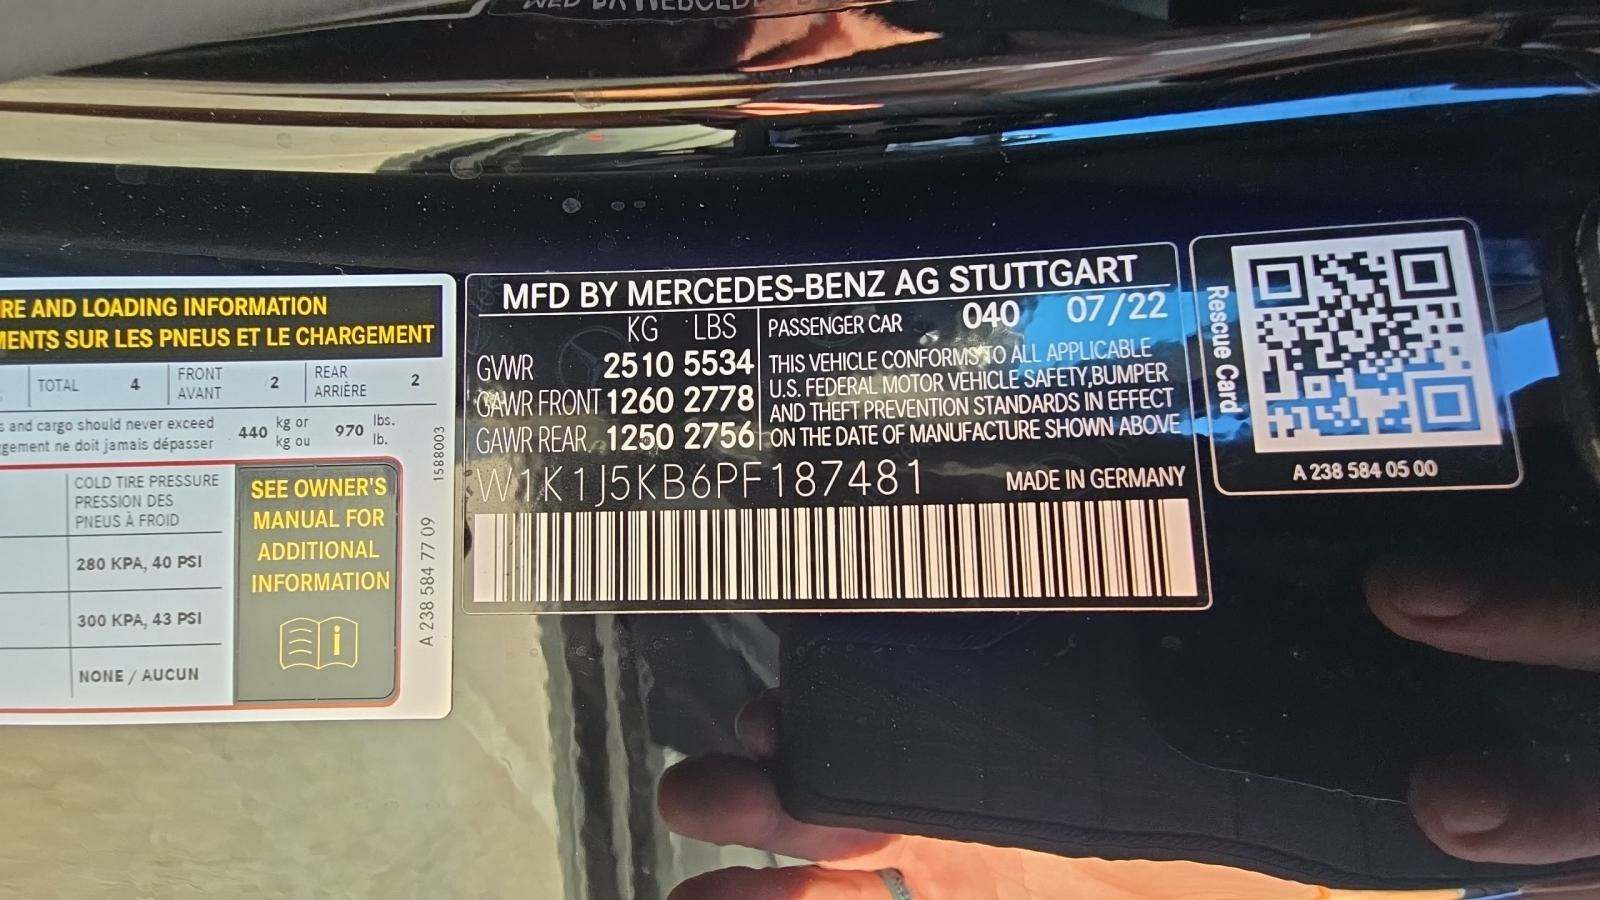 RE AND LOADING INFORMATION
MENTS SUR LES PNEUS ET LE CHARGEMENT
TOTAL 4 FRONT AVANT 2 REAR ARRIÈRE 2
s and cargo should never exceed 440 kg or 970 lbs.
gement ne doit jamais dépasser kg ou lb.
COLD TIRE PRESSURE
PRESSION DES
PNEUS À FROID
280 KPA, 40 PSI
300 KPA, 43 PSI
NONE / AUCUN
SEE OWNER'S
MANUAL FOR
ADDITIONAL
INFORMATION
1588003
A 238 584 77 09
MFD BY MERCEDES-BENZ AG STUTTGART
KG LBS
GVWR 2510 5534
GAWR FRONT 1260 2778
GAWR REAR 1250 2756
PASSENGER CAR 040 07/22
THIS VEHICLE CONFORMS TO ALL APPLICABLE
U.S. FEDERAL MOTOR VEHICLE SAFETY,BUMPER
AND THEFT PREVENTION STANDARDS IN EFFECT
ON THE DATE OF MANUFACTURE SHOWN ABOVE
W1K1J5KB6PF187481 MADE IN GERMANY
Rescue Card
A 238 584 05 00